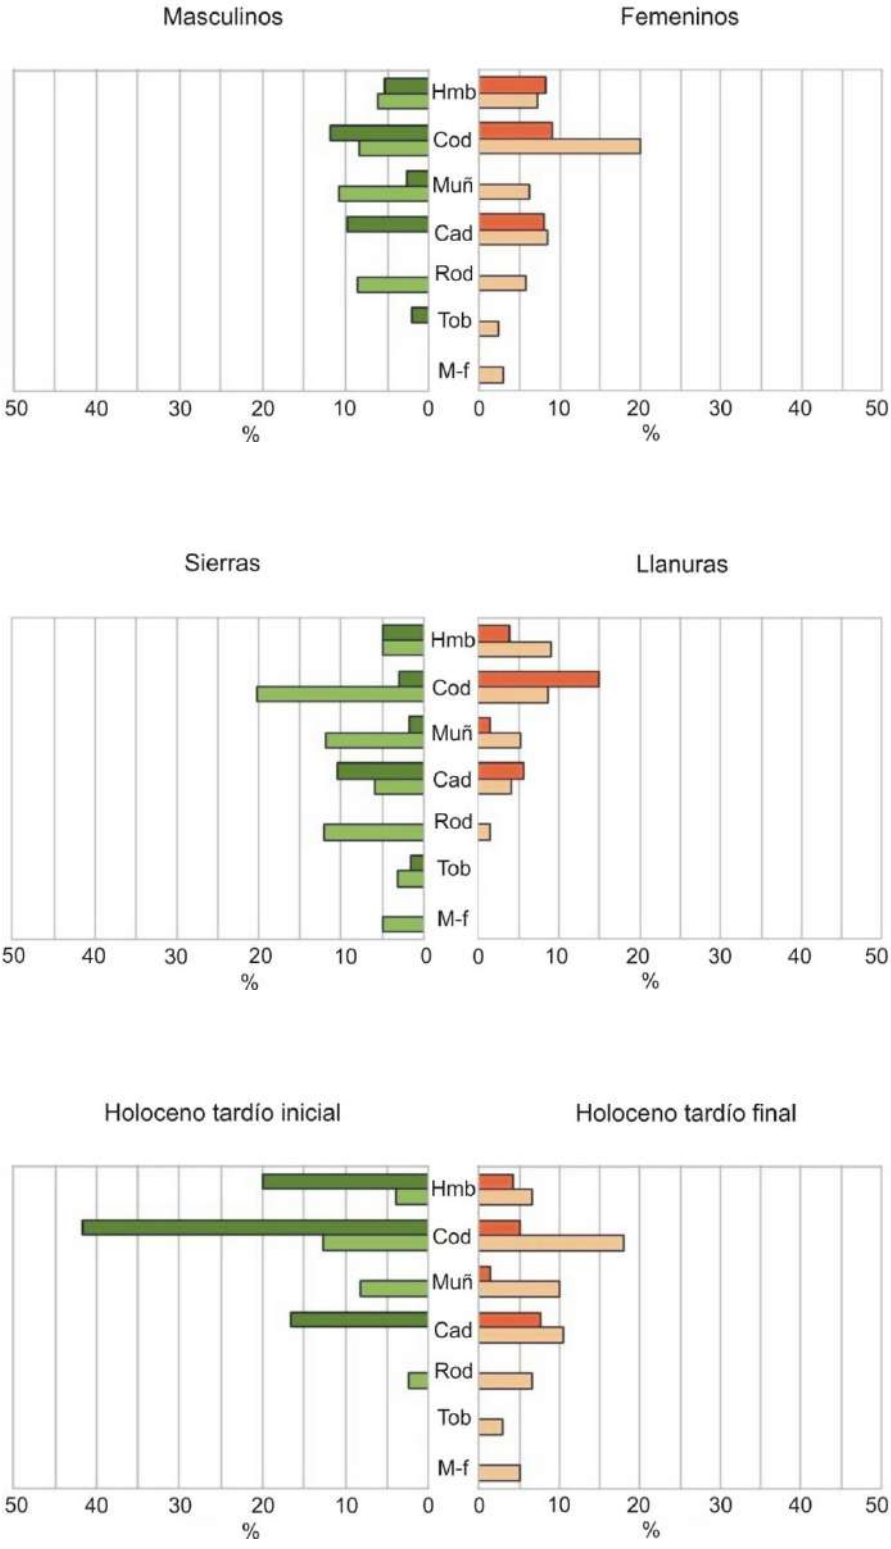 Masculinos Femeninos
Hmb
Cod
Muñ
Cad
Rod
Tob
M-f
50 40 30 20 10 0 0 10 20 30 40 50
% %
Sierras Llanuras
Hmb
Cod
Muñ
Cad
Rod
Tob
M-f
50 40 30 20 10 0 0 10 20 30 40 50
% %
Holoceno tardío inicial Holoceno tardío final
Hmb
Cod
Muñ
Cad
Rod
Tob
M-f
50 40 30 20 10 0 0 10 20 30 40 50
% %